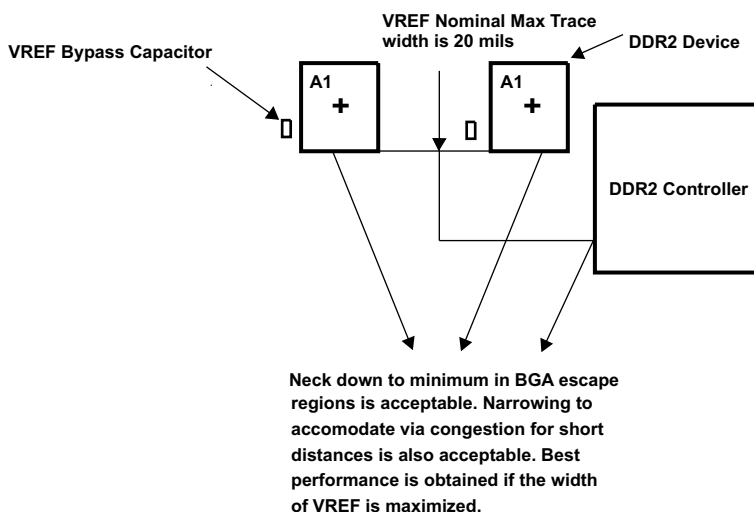 VREF Nominal Max Trace
width is 20 mils
VREF Bypass Capacitor
DDR2 Device
A1
+
A1
+
DDR2 Controller
Neck down to minimum in BGA escape
regions is acceptable. Narrowing to
accomodate via congestion for short
distances is also acceptable. Best
performance is obtained if the width
of VREF is maximized.